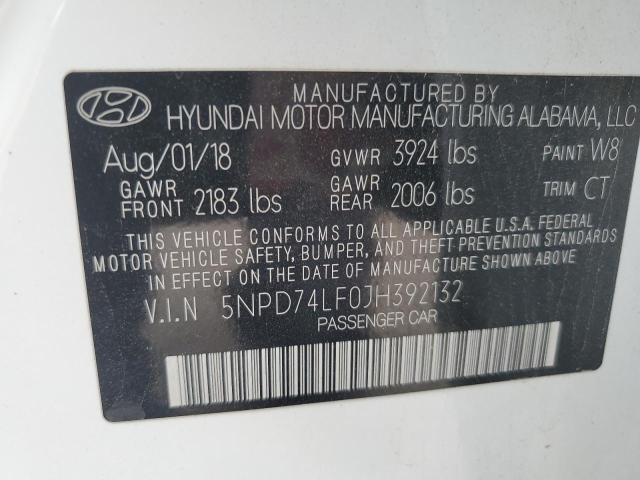 MANUFACTURED BY
HYUNDAI MOTOR MANUFACTURING ALABAMA, LLC
Aug/01/18 GVWR 3924 lbs PAINT W8
GAWR FRONT 2183 lbs GAWR REAR 2006 lbs TRIM CT
THIS VEHICLE CONFORMS TO ALL APPLICABLE U.S.A. FEDERAL
MOTOR VEHICLE SAFETY, BUMPER, AND THEFT PREVENTION STANDARDS
IN EFFECT ON THE DATE OF MANUFACTURE SHOWN ABOVE.
V.I.N 5NPD74LF0JH392132
PASSENGER CAR